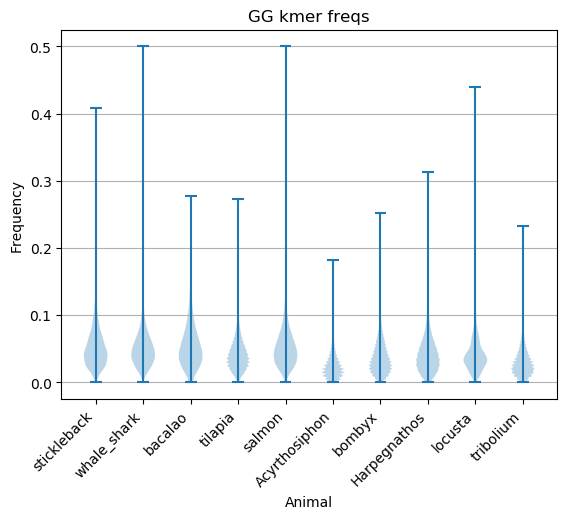 GG kmer freqs
Frequency
0.5
0.4
0.3
0.2
0.1
0.0
stickleback
whale_shark
bacalao
tilapia
salmon
Acyrthosiphon
bombyx
Harpegnathos
locusta
tribolium
Animal